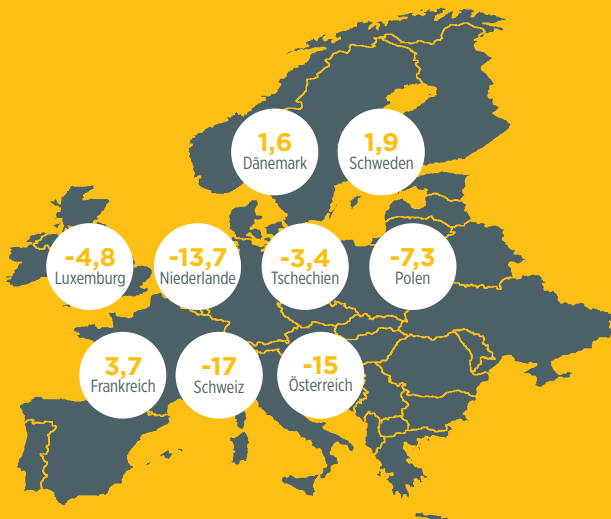 1,6
Dänemark
1,9
Schweden
-4,8
Luxemburg
-13,7
Niederlande
-3,4
Tschechien
-7,3
Polen
3,7
Frankreich
-17
Schweiz
-15
Österreich